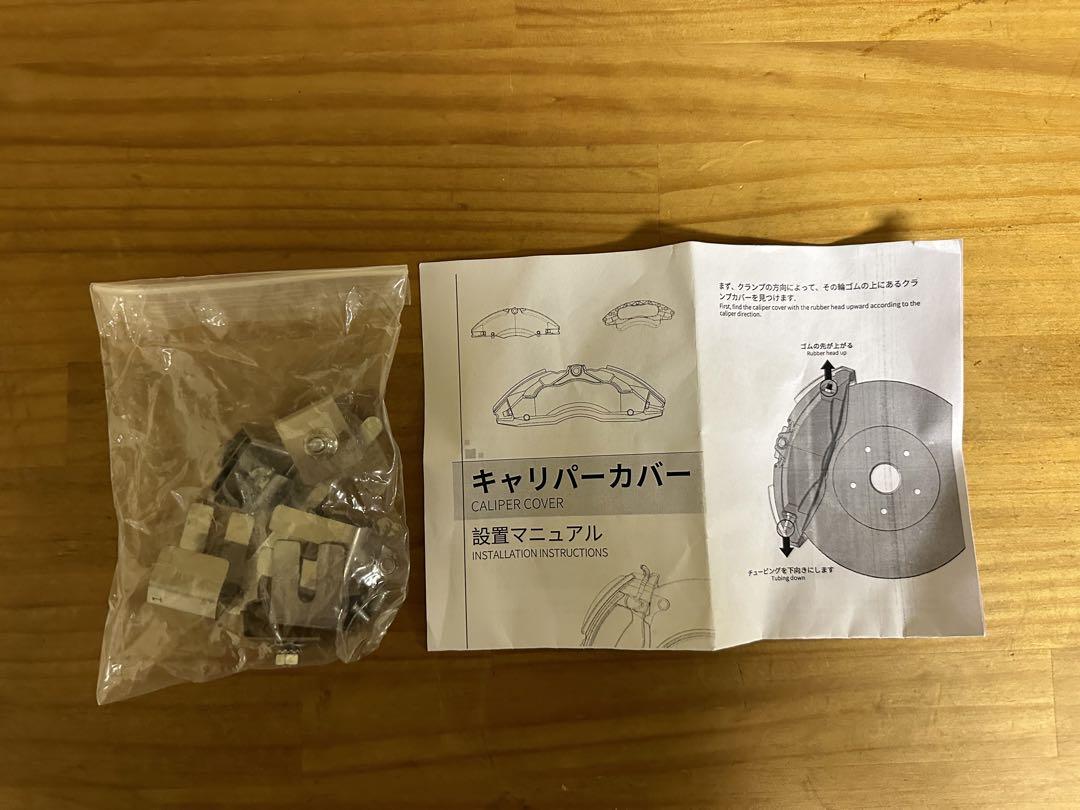 キャリパーカバー
CALIPER COVER
設置マニュアル
INSTALLATION INSTRUCTIONS
まず、クランプの方向によって、その輪ゴムの上にあるクラ
ンプカバーを見つけます.
First, find the caliper cover with the rubber head upward according to the
caliper direction.
ゴムの先が上がる
Rubber head up
チュービングを下向きにします
Tubing down
1